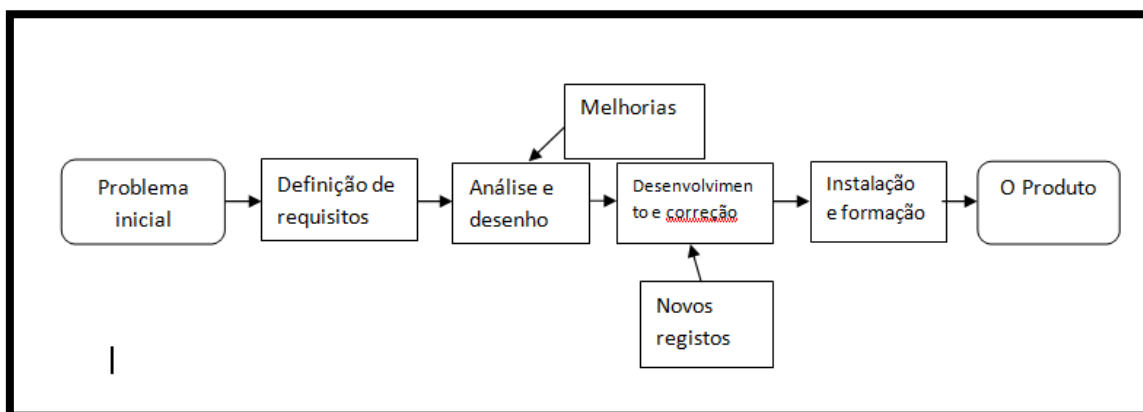 Melhorias
Problema
inicial
Definição de
requisitos
Análise e
desenho
Desenvolvimen
to e correção
Instalação
e formação
O Produto
Novos
registos